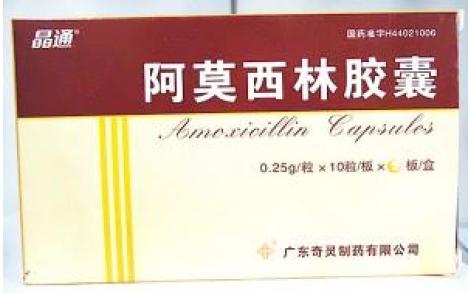 晶通®
国药准字H44021006
阿莫西林胶囊
Amoxicillin Capsules
0.25g/粒 × 10粒/板 × 板/盒
广东奇灵制药有限公司